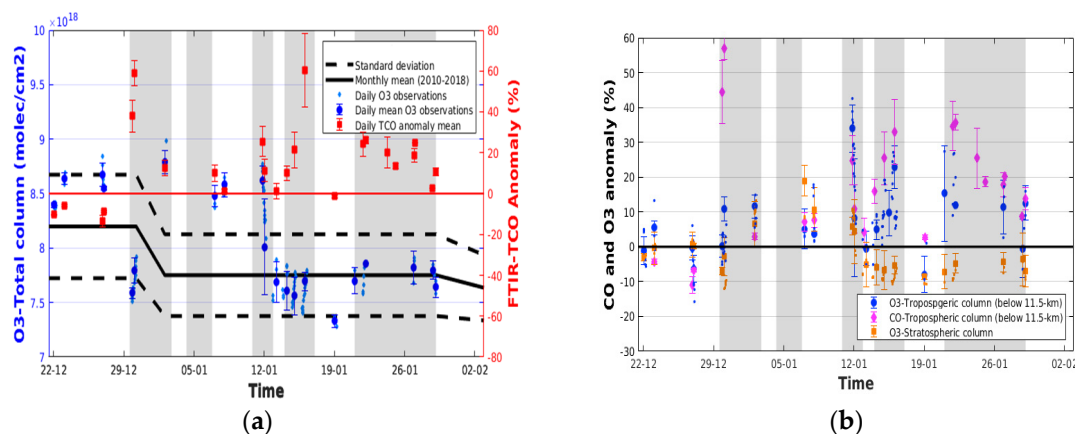 ×10^18
O3-Total column (molec/cm2)
10
9.5
9
8.5
8
7.5
7
80
60
40
20
0
-20
-40
-60
-80
FTIR-TCO Anomaly (%)
Standard deviation
Monthly mean (2010-2018)
Daily O3 observations
Daily mean O3 observations
Daily TCO anomaly mean
22-12 29-12 05-01 12-01 19-01 26-01 02-02
Time
(a)
CO and O3 anomaly (%)
60
50
40
30
20
10
0
-10
-20
-30
O3-Tropospgeric column (below 11.5-km)
CO-Tropospheric column (below 11.5-km)
O3-Stratospheric column
22-12 29-12 05-01 12-01 19-01 26-01 02-02
Time
(b)